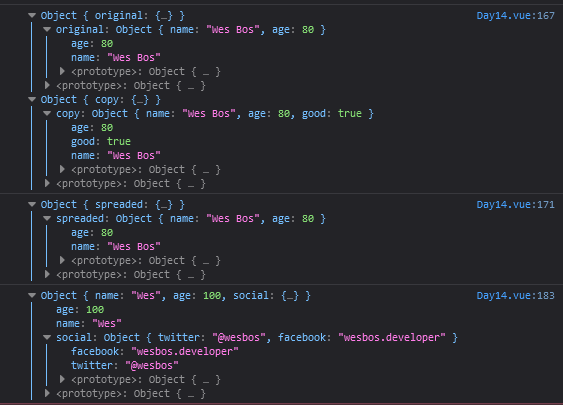 Object { original: {…} } Day14.vue:167
original: Object { name: "Wes Bos", age: 80 }
age: 80
name: "Wes Bos"
<prototype>: Object { … }
<prototype>: Object { … }
Object { copy: {…} }
copy: Object { name: "Wes Bos", age: 80, good: true }
age: 80
good: true
name: "Wes Bos"
<prototype>: Object { … }
<prototype>: Object { … }
Object { spreaded: {…} } Day14.vue:171
spreaded: Object { name: "Wes Bos", age: 80 }
age: 80
name: "Wes Bos"
<prototype>: Object { … }
<prototype>: Object { … }
Object { name: "Wes", age: 100, social: {…} } Day14.vue:183
age: 100
name: "Wes"
social: Object { twitter: "@wesbos", facebook: "wesbos.developer" }
facebook: "wesbos.developer"
twitter: "@wesbos"
<prototype>: Object { … }
<prototype>: Object { … }